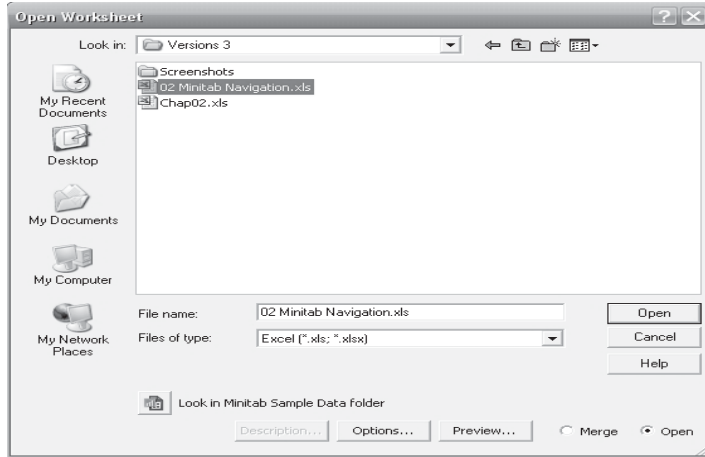 Open Worksheet
Look in: Versions 3
Screenshots
02 Minitab Navigation.xls
Chap02.xls
My Recent
Documents
Desktop
My Documents
My Computer
My Network
Places
File name: 02 Minitab Navigation.xls Open
Files of type: Excel (*.xls; *.xlsx) Cancel
Help
Look in Minitab Sample Data folder
Description... Options... Preview... Merge Open